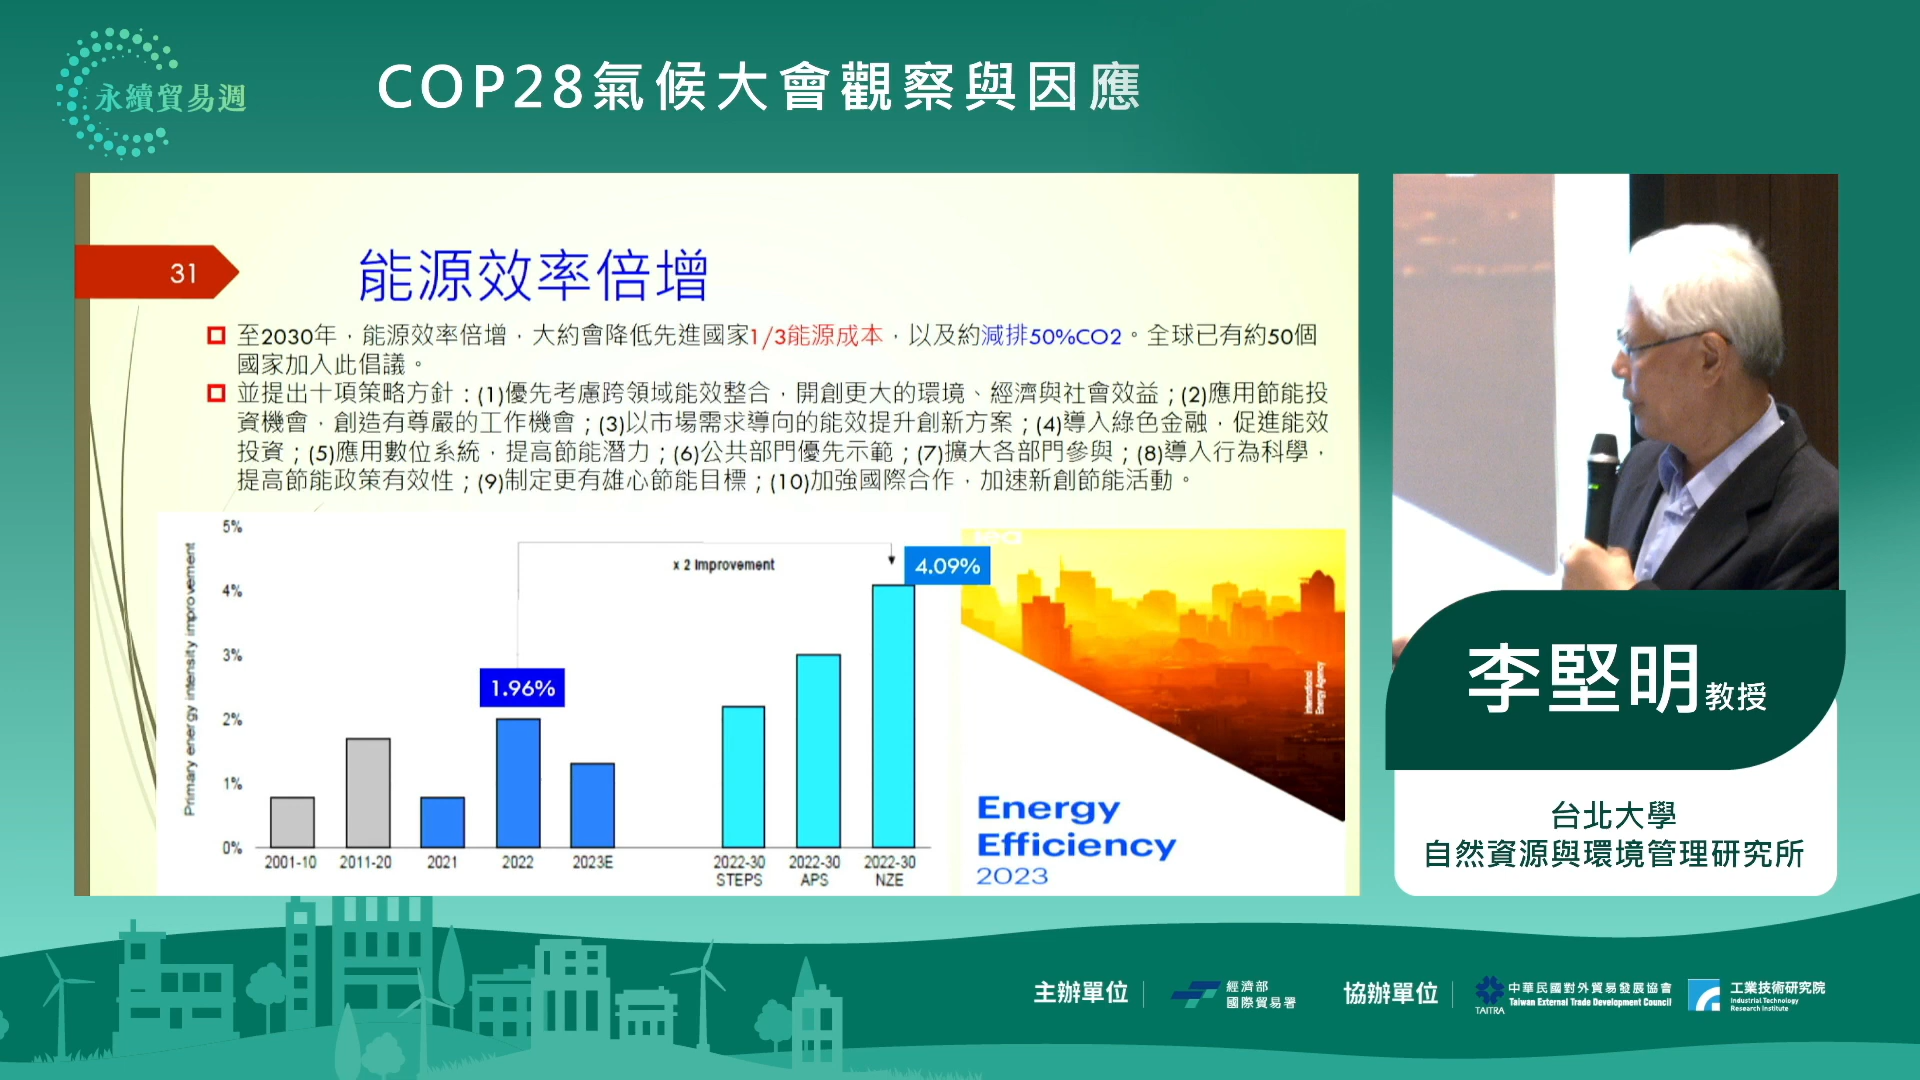 永續貿易週
COP28氣候大會觀察與因應
31
能源效率倍增
至2030年，能源效率倍增，大約會降低先進國家1/3能源成本，以及約減排50%CO2。全球已有約50個
國家加入此倡議。
並提出十項策略方針：(1)優先考慮跨領域能效整合，開創更大的環境、經濟與社會效益；(2)應用節能投
資機會，創造有尊嚴的工作機會；(3)以市場需求導向的能效提升創新方案；(4)導入綠色金融，促進能效
投資；(5)應用數位系統，提高節能潛力；(6)公共部門優先示範；(7)擴大各部門參與；(8)導入行為科學，
提高節能政策有效性；(9)制定更有雄心節能目標；(10)加強國際合作，加速新創節能活動。
Primary energy intensity improvement
5%
4%
3%
2%
1%
0%
x 2 Improvement
1.96%
4.09%
2001-10
2011-20
2021
2022
2023E
2022-30
STEPS
2022-30
APS
2022-30
NZE
iea
International
Energy Agency
Energy
Efficiency
2023
李堅明教授
台北大學
自然資源與環境管理研究所
主辦單位
經濟部
國際貿易署
協辦單位
TAITRA
中華民國對外貿易發展協會
Taiwan External Trade Development Council
工業技術研究院
Industrial Technology
Research Institute